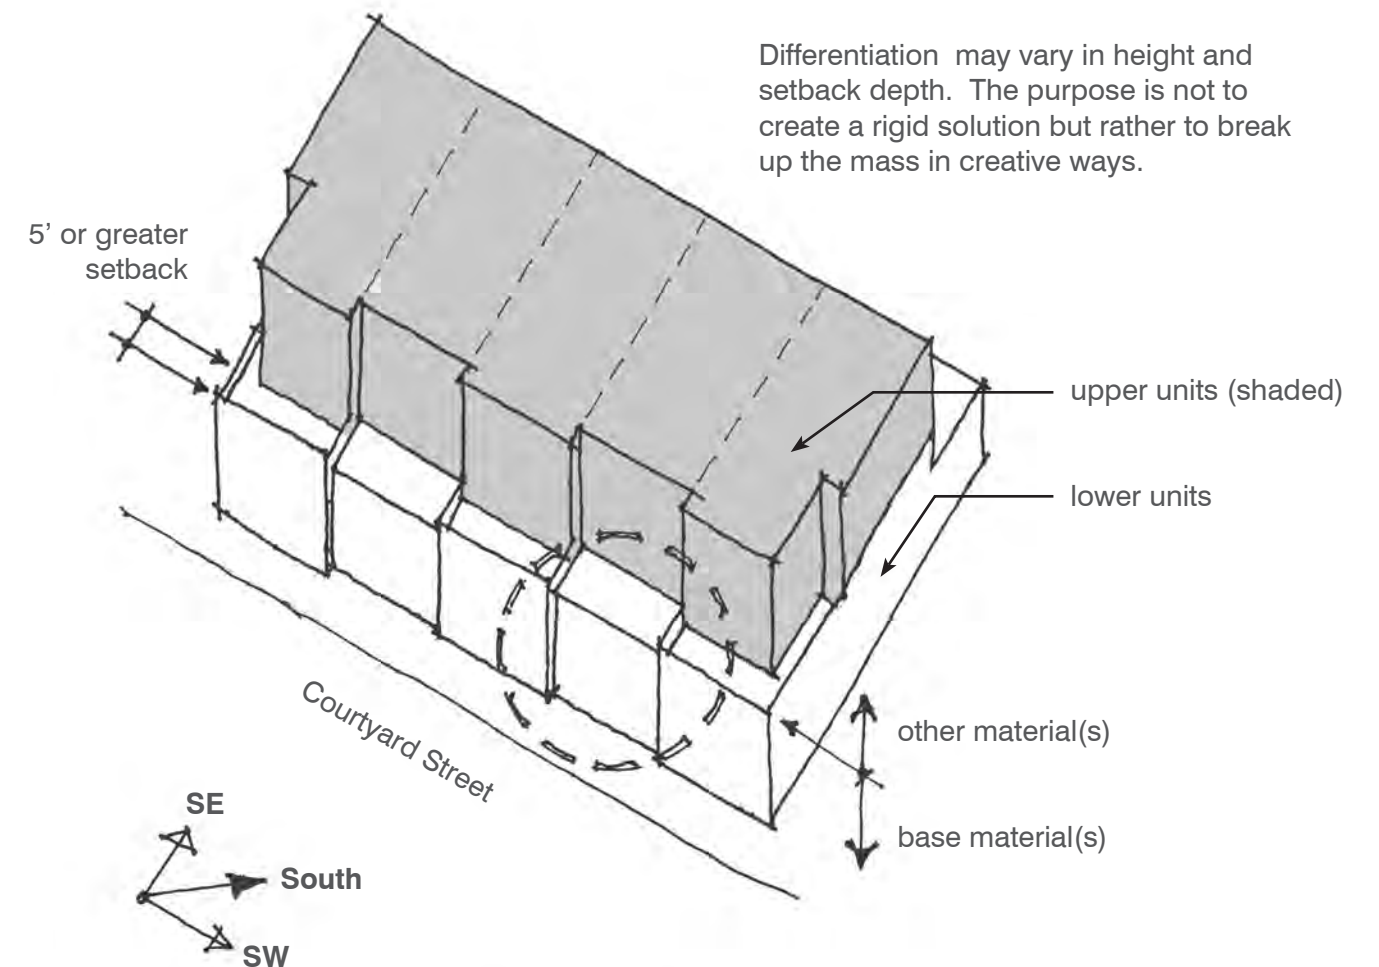 Differentiation  may vary in height and
setback depth.  The purpose is not to
create a rigid solution but rather to break
up the mass in creative ways.
5’ or greater
setback
upper units (shaded)
lower units
Courtyard Street
other material(s)
base material(s)
SE
South
SW